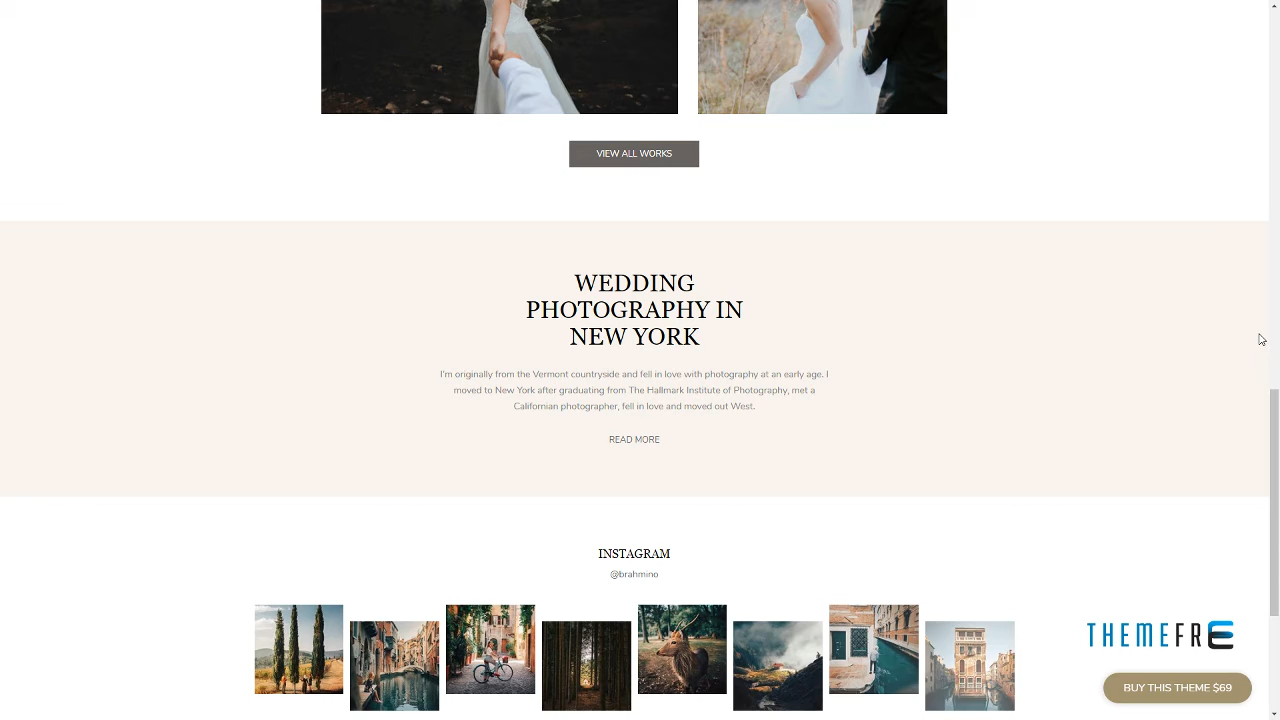 VIEW ALL WORKS
WEDDING
PHOTOGRAPHY IN
NEW YORK
I'm originally from the Vermont countryside and fell in love with photography at an early age. I
moved to New York after graduating from The Hallmark Institute of Photography, met a
Californian photographer, fell in love and moved out West.
READ MORE
INSTAGRAM
@brahmino
THEMEFRE
BUY THIS THEME $69